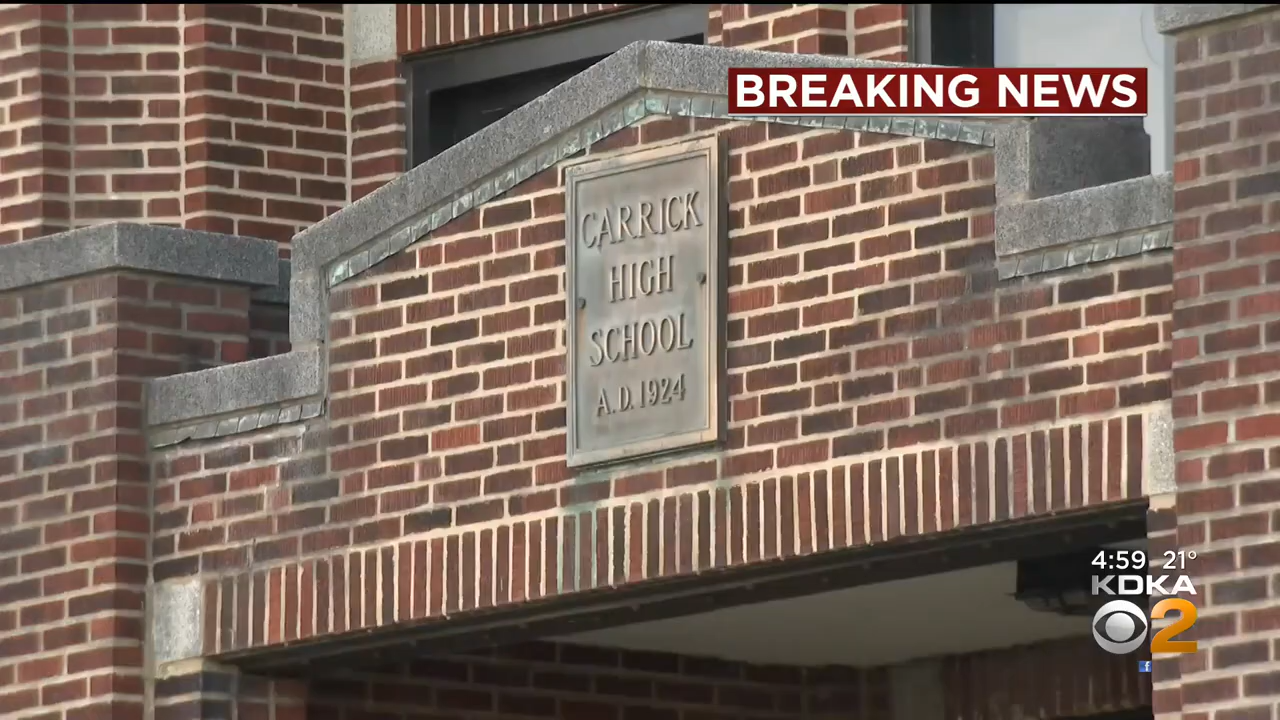 BREAKING NEWS
CARRICK
HIGH
SCHOOL
A.D. 1924
4:59 21°
KDKA
2
f